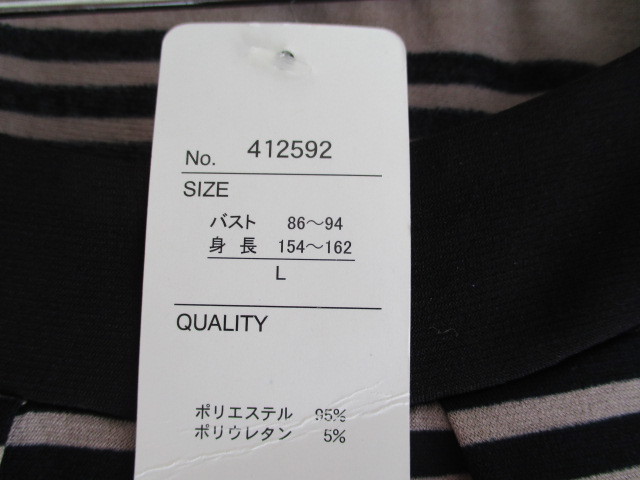 No. 412592
SIZE
バスト 86～94
身長 154～162
L
QUALITY
ポリエステル 95%
ポリウレタン 5%